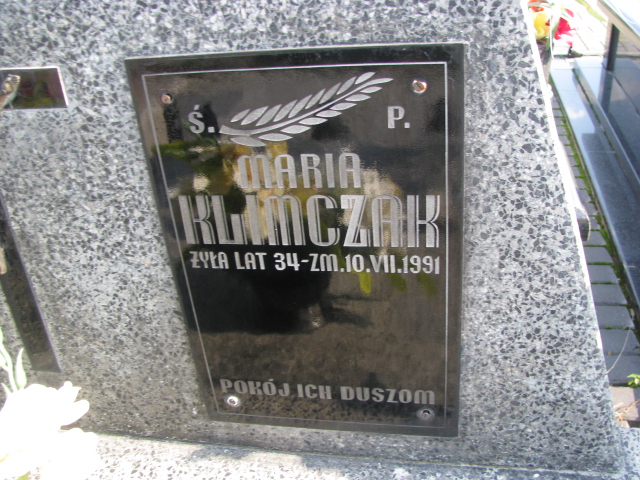 Ś. P.
MARIA
KLIMCZAK
ŻYŁA LAT 34-ZM.10.VII.1991
POKÓJ ICH DUSZOM